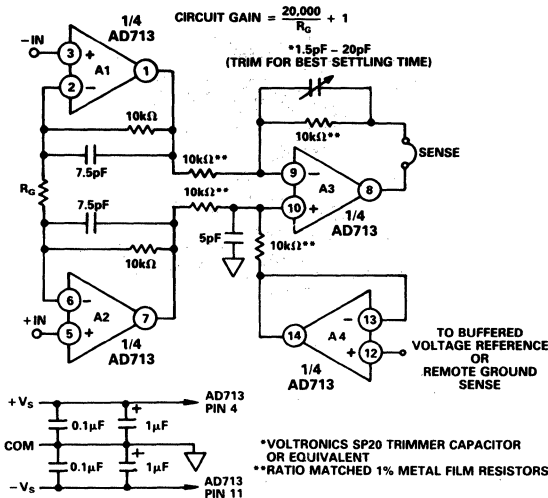 CIRCUIT GAIN = 20,000 / R_G + 1
*1.5pF – 20pF
(TRIM FOR BEST SETTLING TIME)
1/4
AD713
–IN
3
+
A1
1
2
–
10kΩ
7.5pF
R_G
7.5pF
10kΩ
10kΩ**
10kΩ**
10kΩ**
9
–
A3
8
10
+
SENSE
1/4
AD713
5pF
10kΩ**
6
–
A2
7
+IN
5
+
1/4
AD713
14
A4
–
13
+
12
1/4
AD713
TO BUFFERED
VOLTAGE REFERENCE
OR
REMOTE GROUND
SENSE
+V_S
AD713
PIN 4
0.1µF
+
1µF
COM
0.1µF
+
1µF
–V_S
AD713
PIN 11
*VOLTRONICS SP20 TRIMMER CAPACITOR
OR EQUIVALENT
**RATIO MATCHED 1% METAL FILM RESISTORS